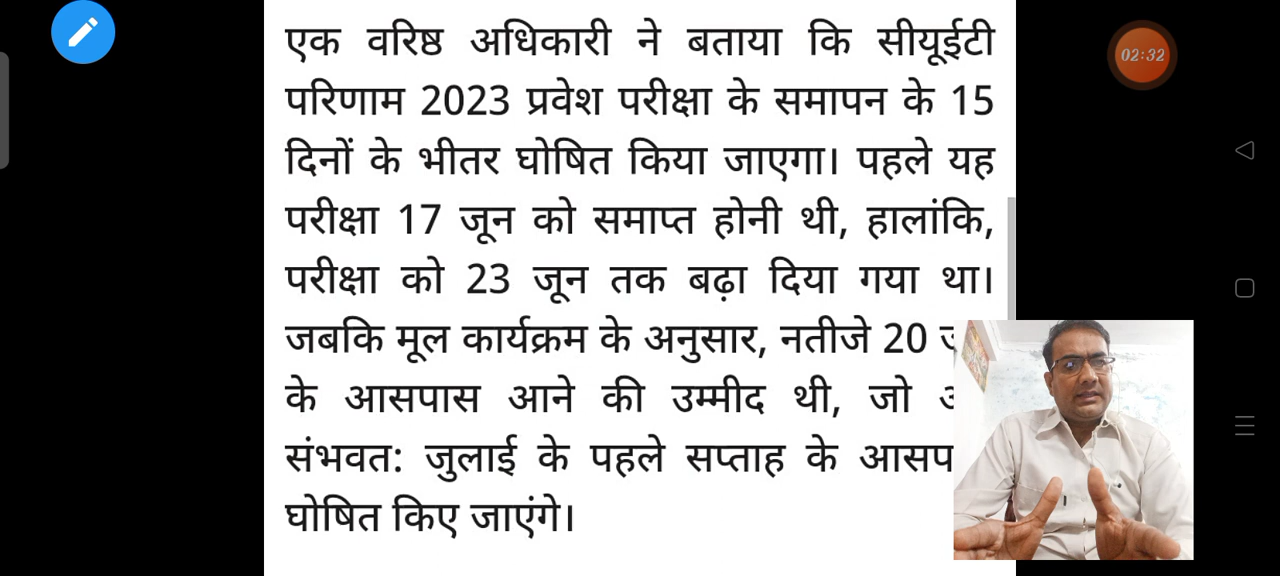 एक वरिष्ठ अधिकारी ने बताया कि सीयूईटी
परिणाम 2023 प्रवेश परीक्षा के समापन के 15
दिनों के भीतर घोषित किया जाएगा। पहले यह
परीक्षा 17 जून को समाप्त होनी थी, हालांकि,
परीक्षा को 23 जून तक बढ़ा दिया गया था।
जबकि मूल कार्यक्रम के अनुसार, नतीजे 20
के आसपास आने की उम्मीद थी, जो
संभवत: जुलाई के पहले सप्ताह के
घोषित किए जाएंगे।
02:32